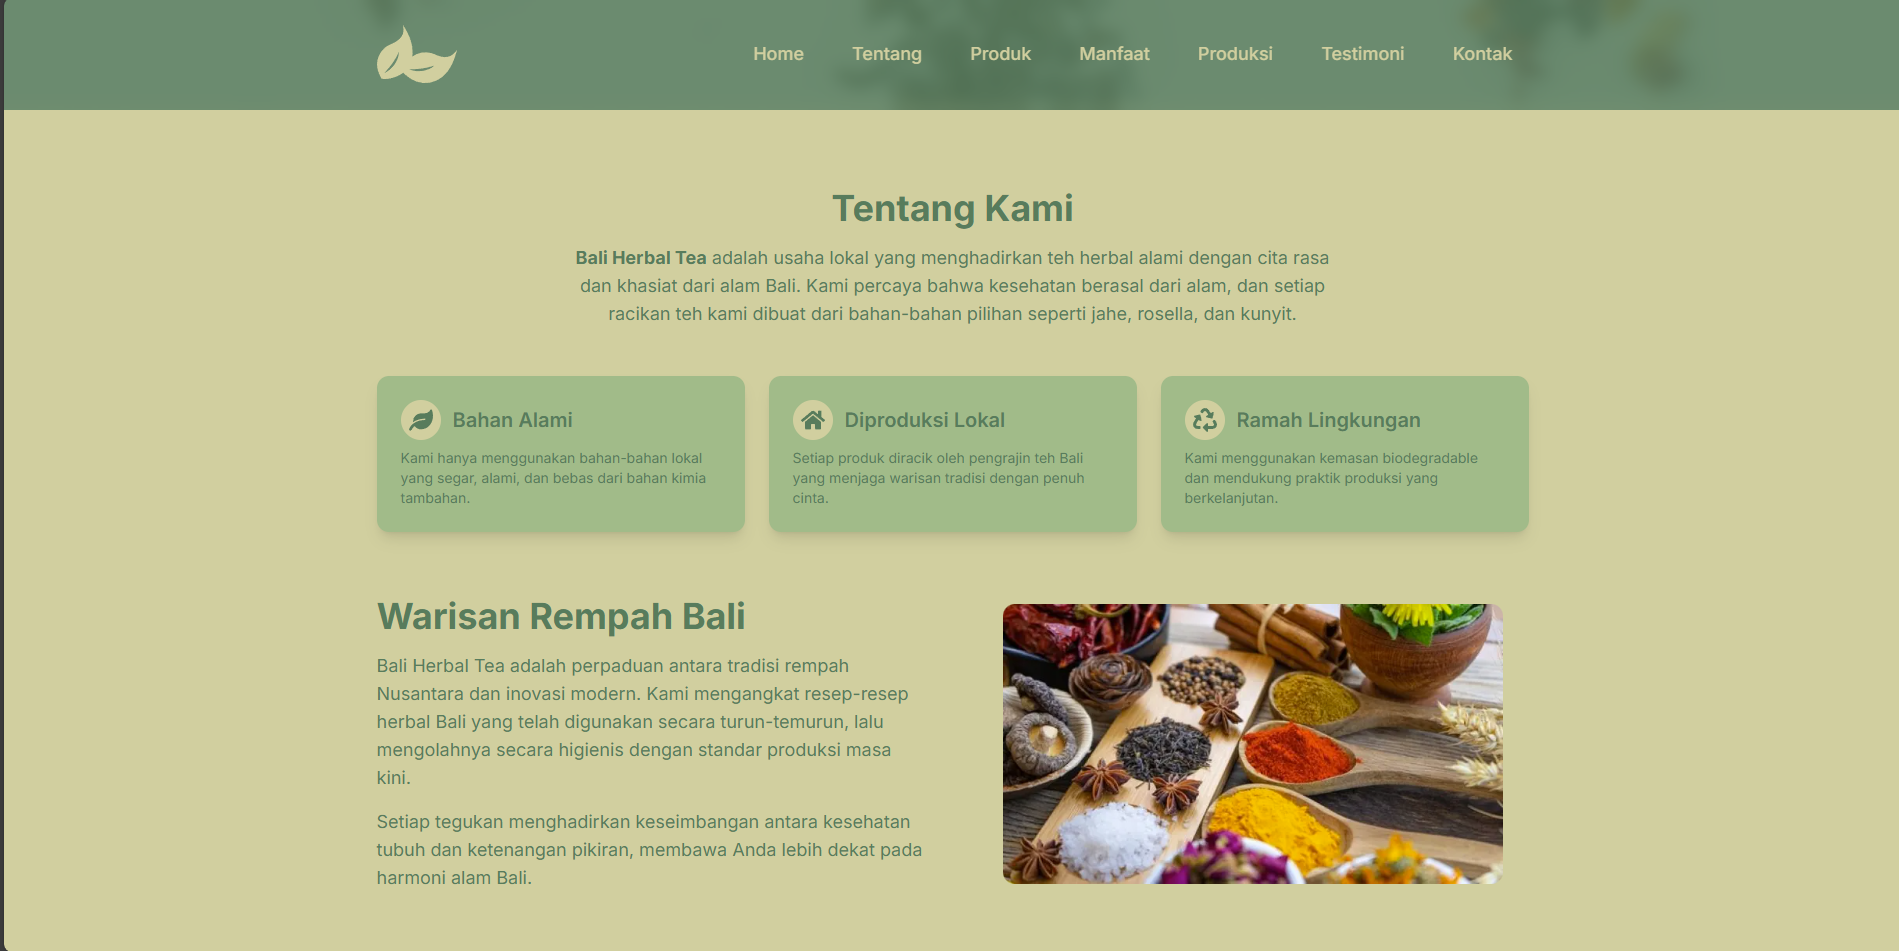 Home
Tentang
Produk
Manfaat
Produksi
Testimoni
Kontak
Tentang Kami
Bali Herbal Tea adalah usaha lokal yang menghadirkan teh herbal alami dengan cita rasa
dan khasiat dari alam Bali. Kami percaya bahwa kesehatan berasal dari alam, dan setiap
racikan teh kami dibuat dari bahan-bahan pilihan seperti jahe, rosella, dan kunyit.
Bahan Alami
Kami hanya menggunakan bahan-bahan lokal
yang segar, alami, dan bebas dari bahan kimia
tambahan.
Diproduksi Lokal
Setiap produk diracik oleh pengrajin teh Bali
yang menjaga warisan tradisi dengan penuh
cinta.
Ramah Lingkungan
Kami menggunakan kemasan biodegradable
dan mendukung praktik produksi yang
berkelanjutan.
Warisan Rempah Bali
Bali Herbal Tea adalah perpaduan antara tradisi rempah
Nusantara dan inovasi modern. Kami mengangkat resep-resep
herbal Bali yang telah digunakan secara turun-temurun, lalu
mengolahnya secara higienis dengan standar produksi masa
kini.
Setiap tegukan menghadirkan keseimbangan antara kesehatan
tubuh dan ketenangan pikiran, membawa Anda lebih dekat pada
harmoni alam Bali.